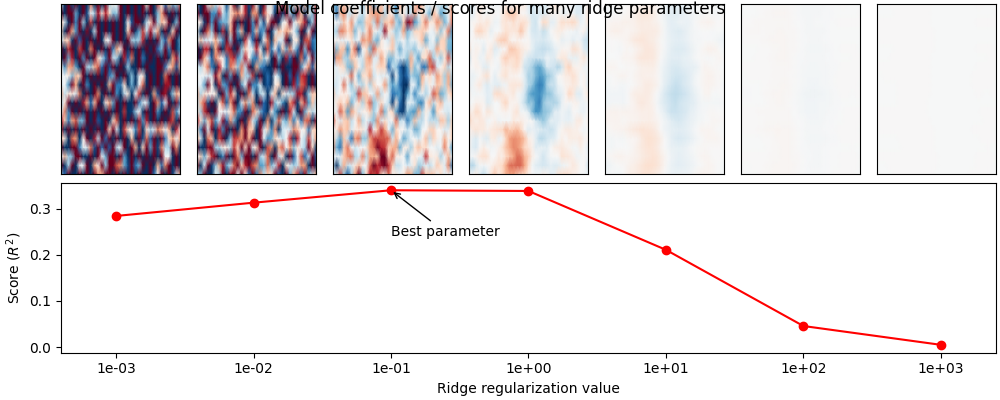 Model coefficients / scores for many ridge parameters
0.3
0.2
0.1
0.0
Score (R²)
Best parameter
1e-03 1e-02 1e-01 1e+00 1e+01 1e+02 1e+03
Ridge regularization value